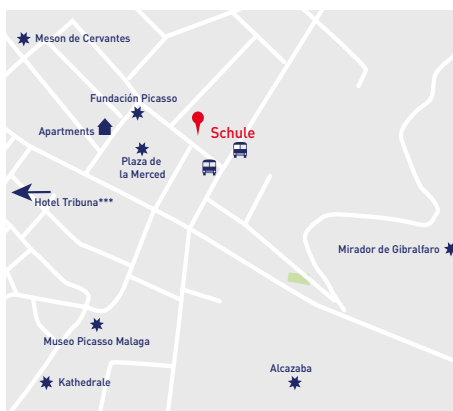 Meson de Cervantes
Fundación Picasso
Schule
Apartments
Plaza de
la Merced
Hotel Tribuna***
Mirador de Gibralfaro
Museo Picasso Malaga
Alcazaba
Kathedrale